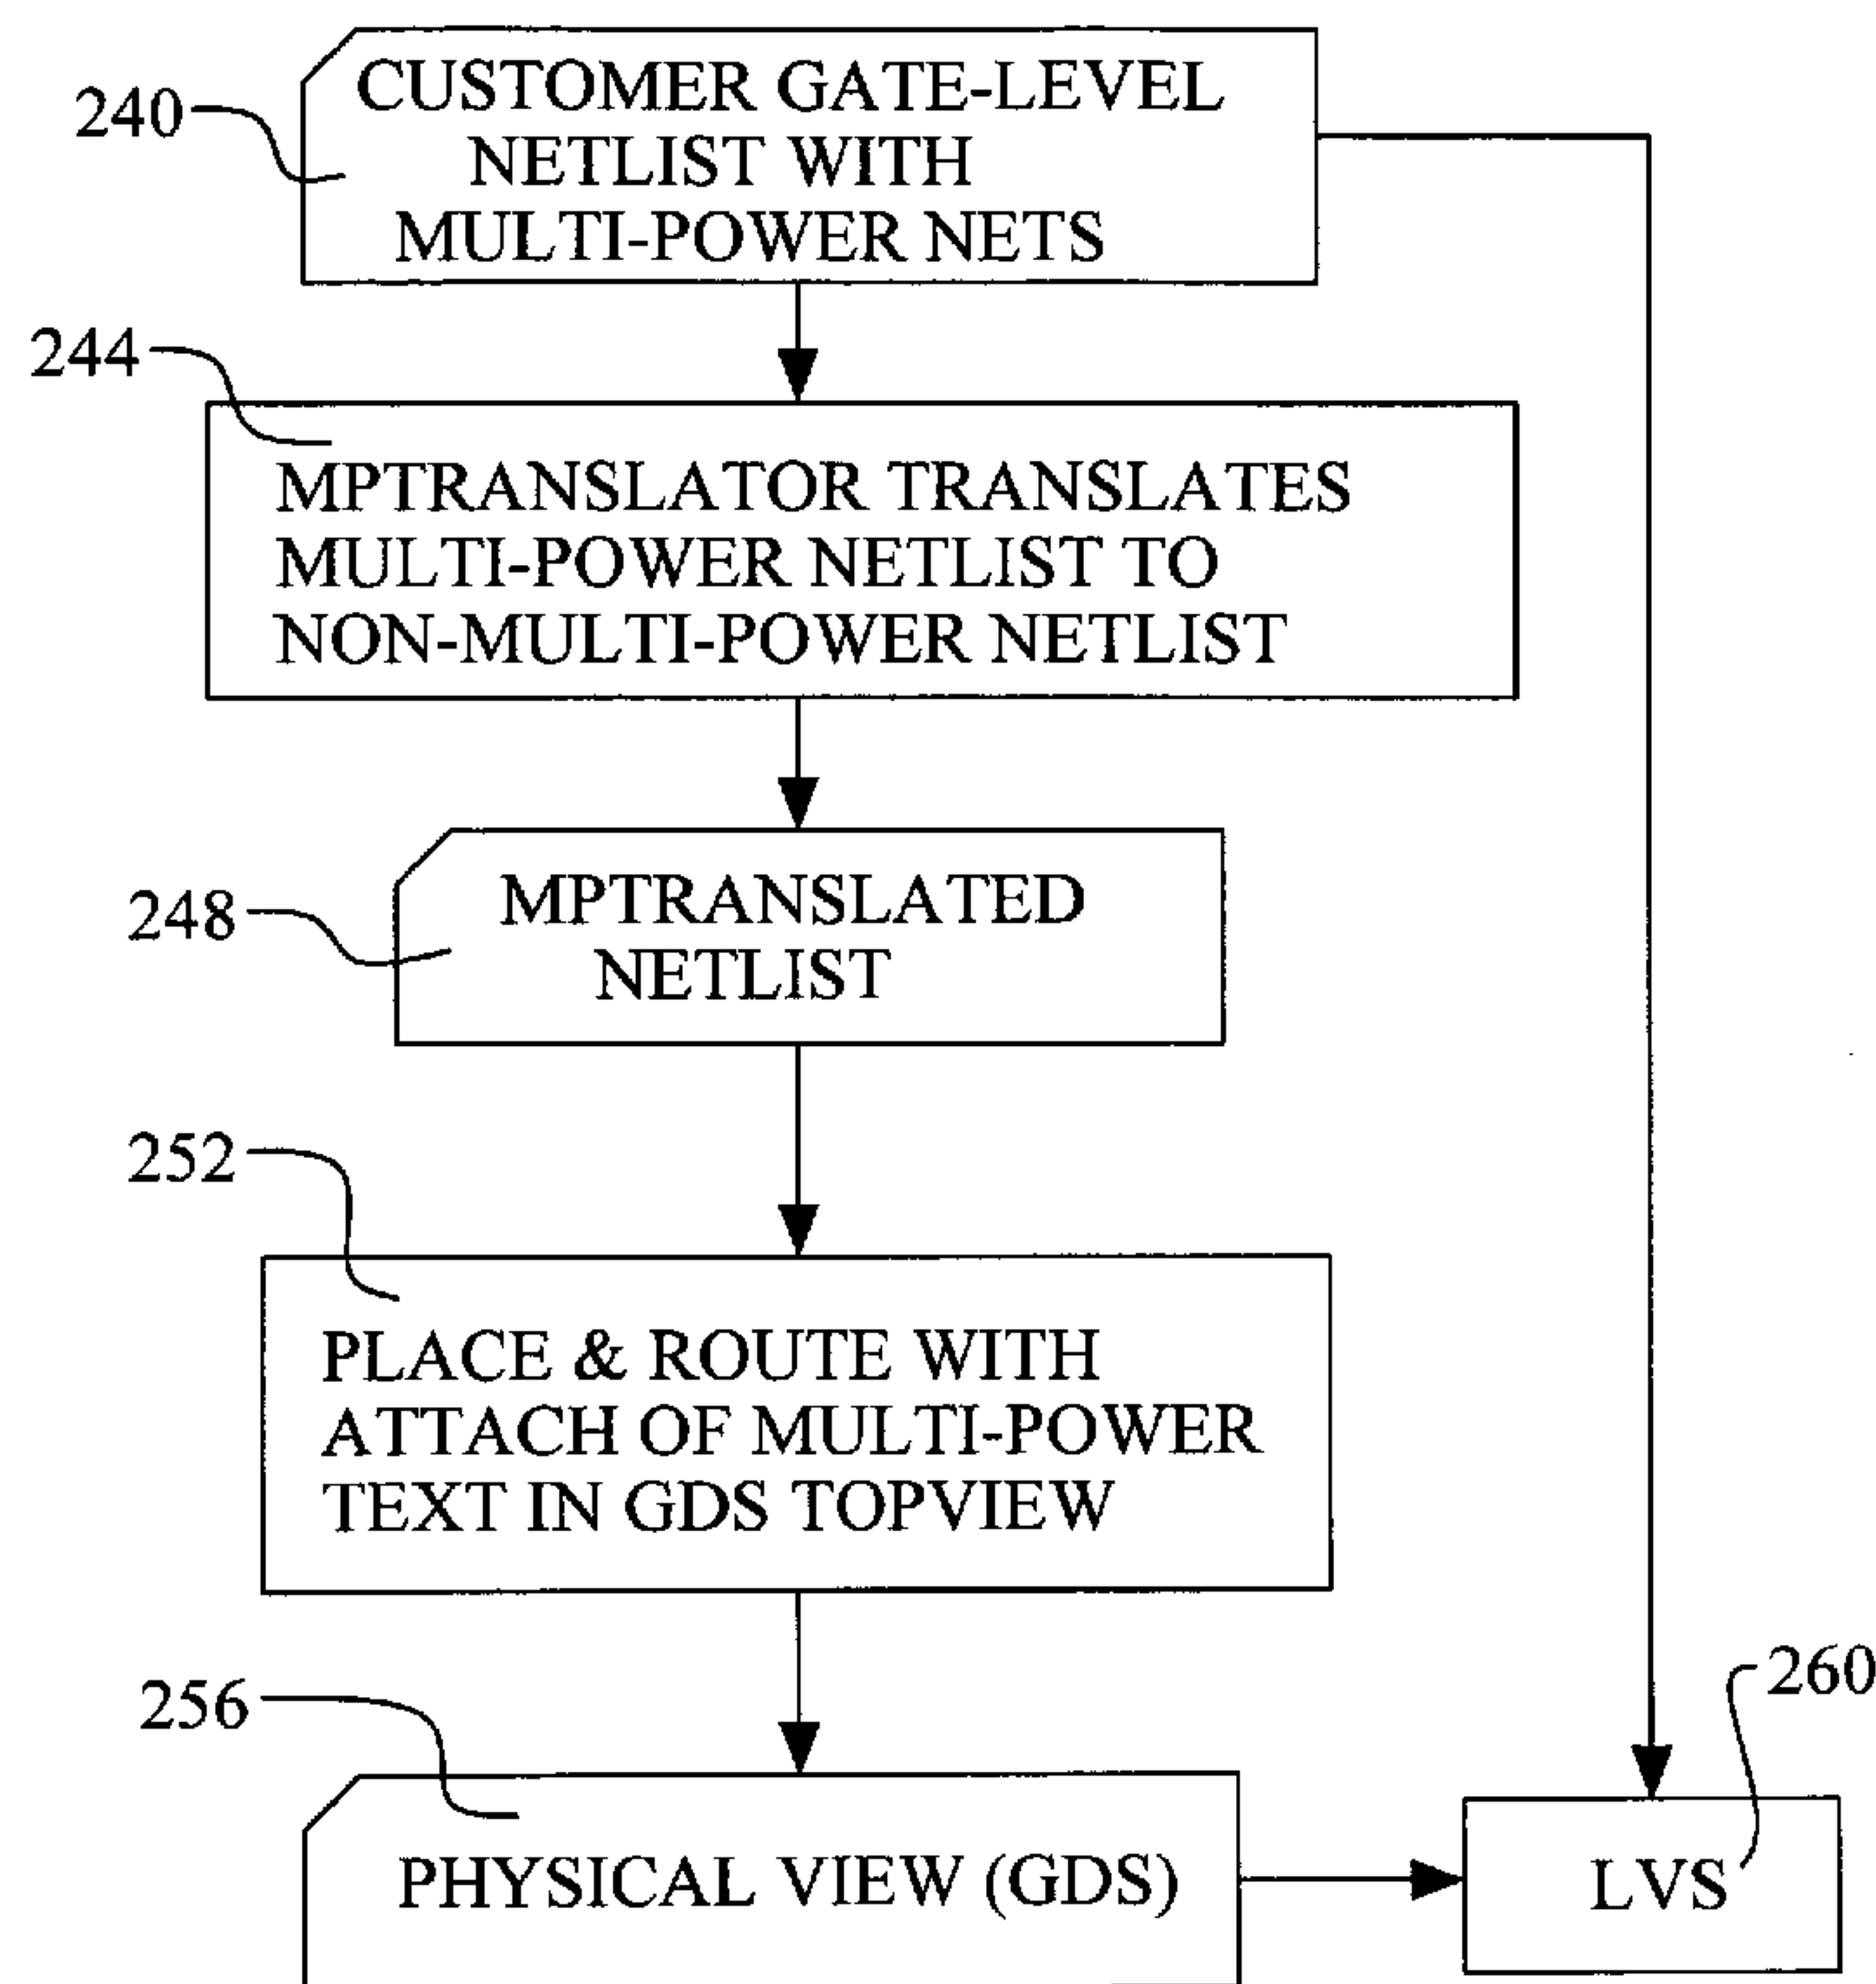 240
CUSTOMER GATE-LEVEL
NETLIST WITH
MULTI-POWER NETS
244
MPTRANSLATOR TRANSLATES
MULTI-POWER NETLIST TO
NON-MULTI-POWER NETLIST
248
MPTRANSLATED
NETLIST
252
PLACE & ROUTE WITH
ATTACH OF MULTI-POWER
TEXT IN GDS TOPVIEW
256
PHYSICAL VIEW (GDS)
260
LVS